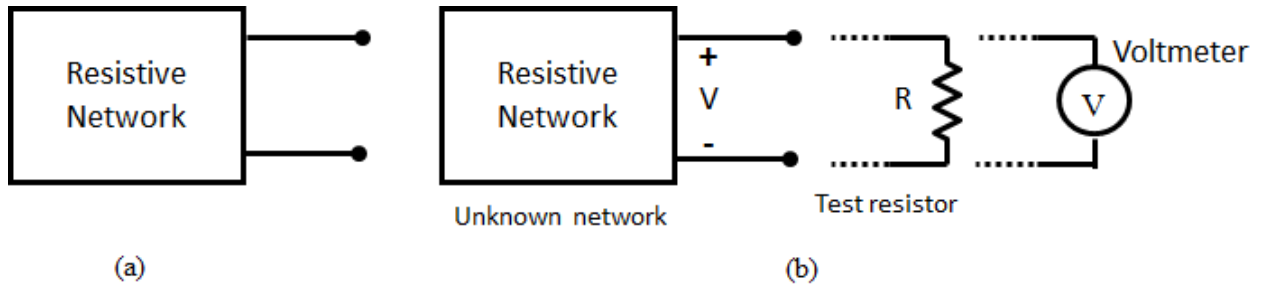 Resistive
Network
(a)
Resistive
Network
+
V
-
Unknown network
R
Test resistor
Voltmeter
V
(b)